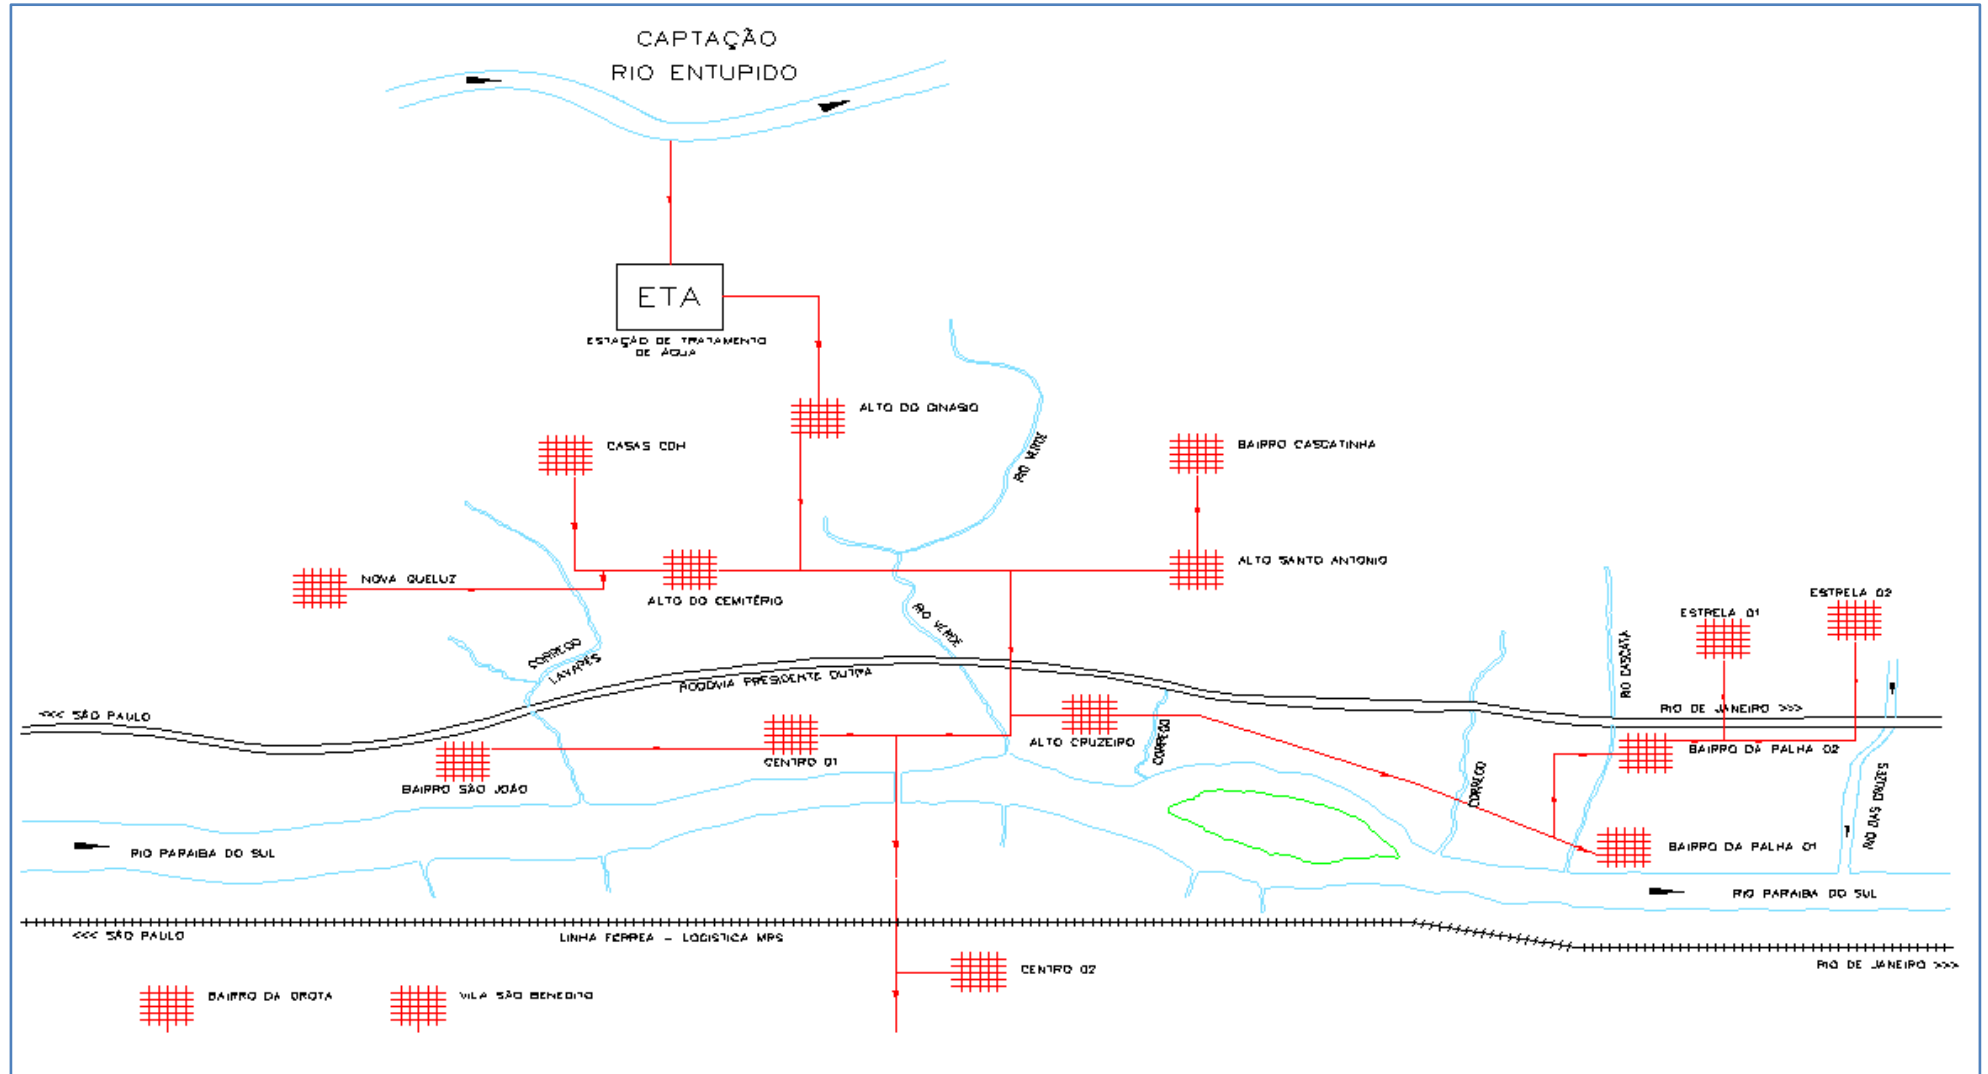 CAPTAÇÃO
RIO ENTUPIDO
ETA
ESTAÇÃO DE TRATAMENTO
DE ÁGUA
ALTO DO GINASIO
CASAS CDH
RIO VERDE
BAIRRO CASCATINHA
NOVA QUELUZ
ALTO DO CEMITÉRIO
ALTO SANTO ANTONIO
RIO VERDE
ESTRELA 01
ESTRELA 02
CORREGO
LAVAPES
RIO CASCATA
RODOVIA PRESIDENTE DUTRA
<<< SÃO PAULO
RIO DE JANEIRO >>>
ALTO CRUZEIRO
CORREGO
BAIRRO DA PALHA 02
CENTRO 01
BAIRRO SÃO JOÃO
CORREGO
RIO DAS CRUZES
RIO PARAIBA DO SUL
BAIRRO DA PALHA 01
RIO PARAIBA DO SUL
<<< SÃO PAULO
LINHA FERREA - LOGISTICA MRS
RIO DE JANEIRO >>>
CENTRO 02
BAIRRO DA GROTA
VILA SÃO BENEDITO